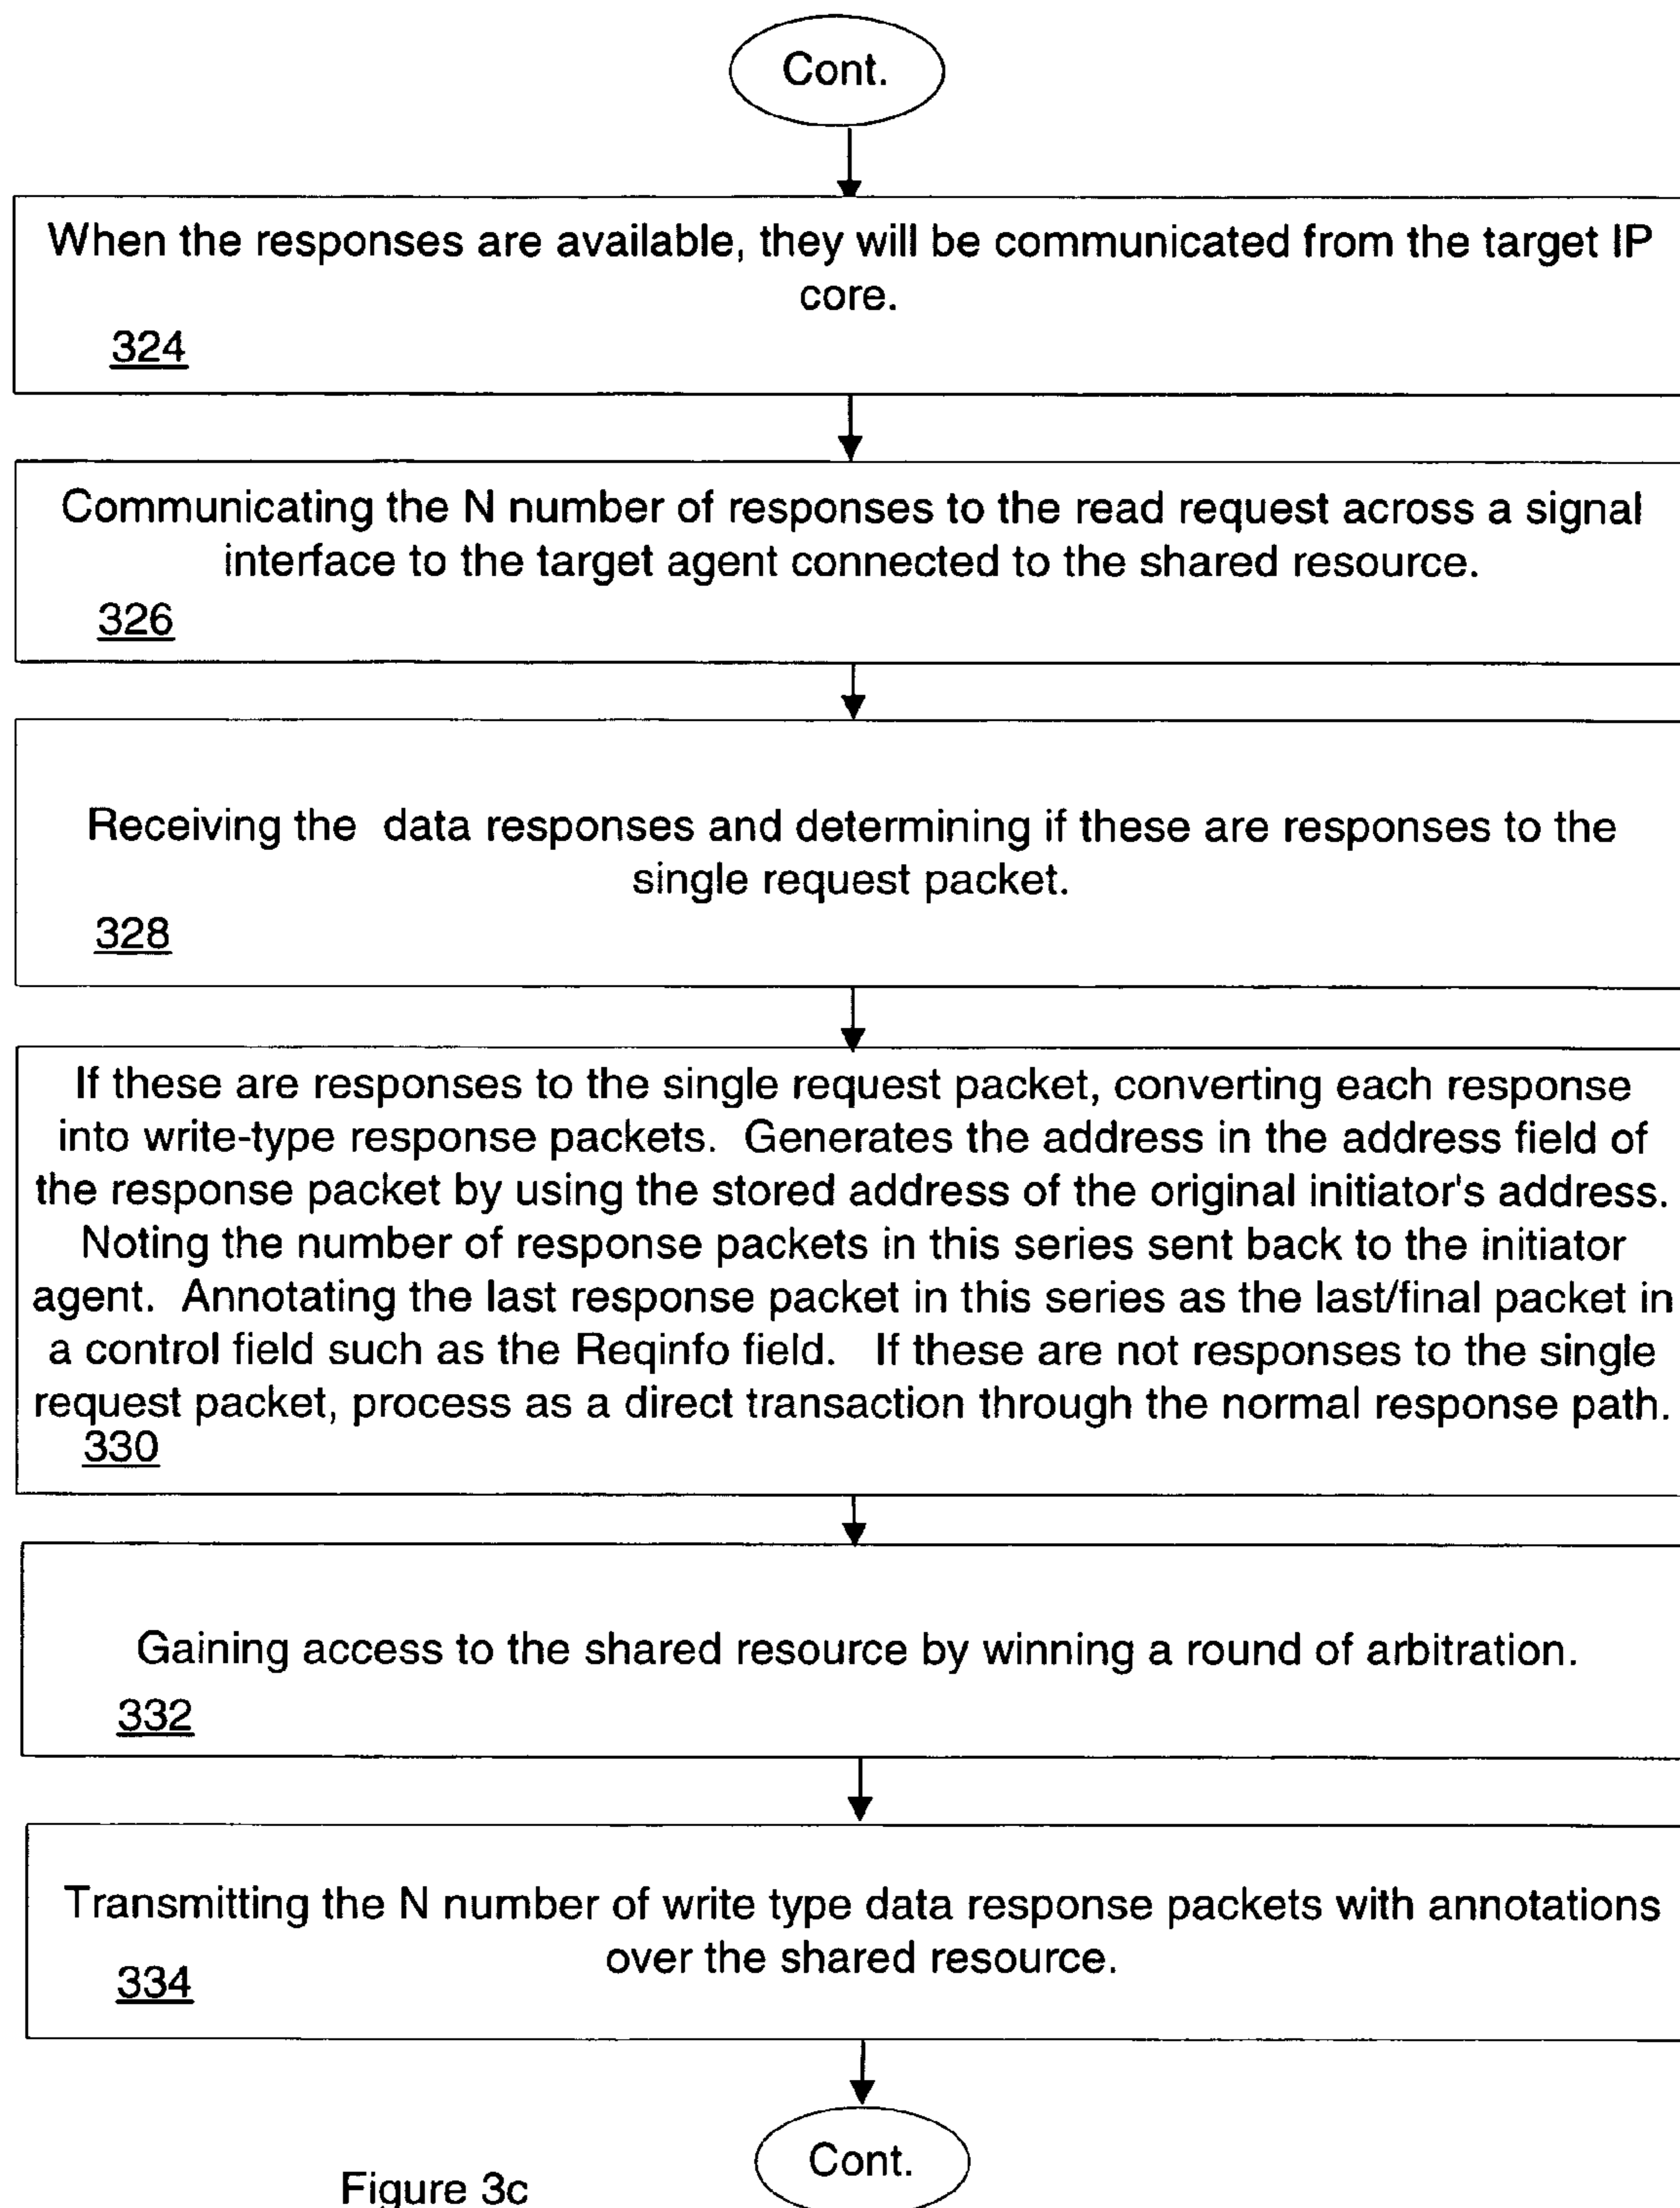 Cont.
When the responses are available, they will be communicated from the target IP
core.
324
Communicating the N number of responses to the read request across a signal
interface to the target agent connected to the shared resource.
326
Receiving the data responses and determining if these are responses to the
single request packet.
328
If these are responses to the single request packet, converting each response
into write-type response packets. Generates the address in the address field of
the response packet by using the stored address of the original initiator's address.
Noting the number of response packets in this series sent back to the initiator
agent. Annotating the last response packet in this series as the last/final packet in
a control field such as the Reqinfo field. If these are not responses to the single
request packet, process as a direct transaction through the normal response path.
330
Gaining access to the shared resource by winning a round of arbitration.
332
Transmitting the N number of write type data response packets with annotations
over the shared resource.
334
Cont.
Figure 3c